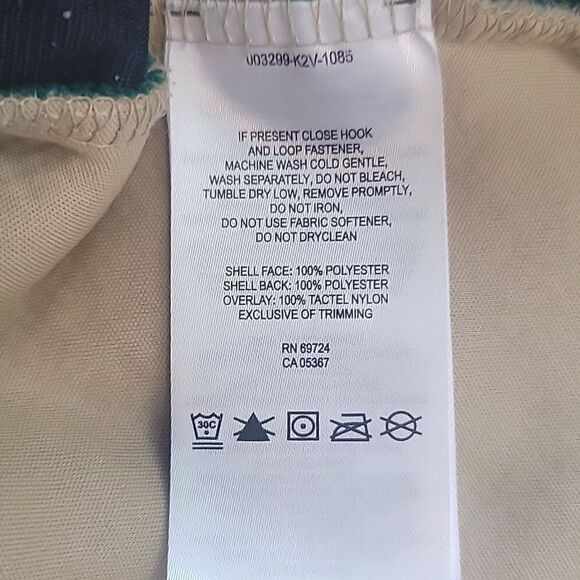 003299-K2V-1085
IF PRESENT CLOSE HOOK
AND LOOP FASTENER,
MACHINE WASH COLD GENTLE,
WASH SEPARATELY, DO NOT BLEACH,
TUMBLE DRY LOW, REMOVE PROMPTLY,
DO NOT IRON,
DO NOT USE FABRIC SOFTENER,
DO NOT DRYCLEAN
SHELL FACE: 100% POLYESTER
SHELL BACK: 100% POLYESTER
OVERLAY: 100% TACTEL NYLON
EXCLUSIVE OF TRIMMING
RN 69724
CA 05367
30C